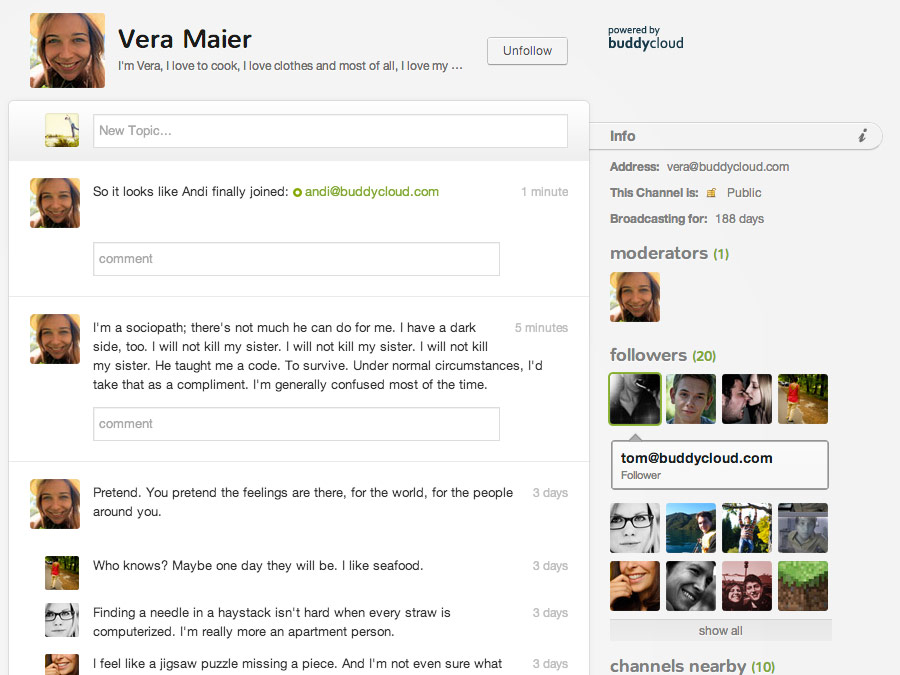 Vera Maier
I'm Vera, I love to cook, I love clothes and most of all, I love my ...
Unfollow
powered by
buddycloud
New Topic...
So it looks like Andi finally joined: andi@buddycloud.com
1 minute
comment
I'm a sociopath; there's not much he can do for me. I have a dark
5 minutes
side, too. I will not kill my sister. I will not kill my sister. I will not kill
my sister. He taught me a code. To survive. Under normal circumstances, I'd
take that as a compliment. I'm generally confused most of the time.
comment
Pretend. You pretend the feelings are there, for the world, for the people
3 days
around you.
Who knows? Maybe one day they will be. I like seafood.
3 days
Finding a needle in a haystack isn't hard when every straw is
3 days
computerized. I'm really more an apartment person.
I feel like a jigsaw puzzle missing a piece. And I'm not even sure what
3 days
Info
i
Address: vera@buddycloud.com
This Channel is: Public
Broadcasting for: 188 days
moderators (1)
followers (20)
tom@buddycloud.com
Follower
show all
channels nearby (10)